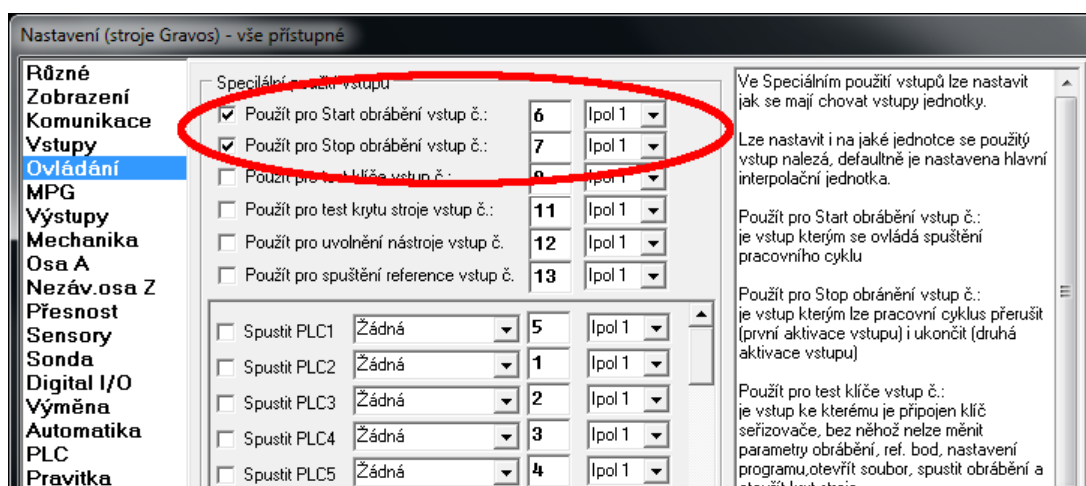 Nastavení (stroje Gravos) - vše přístupné
Různé
Zobrazení
Komunikace
Vstupy
Ovládání
MPG
Výstupy
Mechanika
Osa A
Nezáv.osa Z
Přesnost
Sensory
Sonda
Digital I/O
Výměna
Automatika
PLC
Pravitka
Speciální použití vstupů
Použít pro Start obrábění vstup č.: 6 Ipol 1
Použít pro Stop obrábění vstup č.: 7 Ipol 1
Použít pro test klíče vstup č.: Ipol 1
Použít pro test krytu stroje vstup č.: 11 Ipol 1
Použít pro uvolnění nástroje vstup č. 12 Ipol 1
Použít pro spuštění reference vstup č. 13 Ipol 1
Spustit PLC1 Žádná 5 Ipol 1
Spustit PLC2 Žádná 1 Ipol 1
Spustit PLC3 Žádná 2 Ipol 1
Spustit PLC4 Žádná 3 Ipol 1
Spustit PLC5 Žádná 4 Ipol 1
Ve Speciálním použití vstupů lze nastavit
jak se mají chovat vstupy jednotky.
Lze nastavit i na jaké jednotce se použitý
vstup nalezá, defaultně je nastavena hlavní
interpolační jednotka.
Použít pro Start obrábění vstup č.:
je vstup kterým se ovládá spuštění
pracovního cyklu
Použít pro Stop obránění vstup č.:
je vstup kterým lze pracovní cyklus přerušit
(první aktivace vstupu) i ukončit (druhá
aktivace vstupu)
Použít pro test klíče vstup č.:
je vstup ke kterému je připojen klíč
seřizovače, bez něhož nelze měnit
parametry obrábění, ref. bod, nastavení
programu,otevřít soubor, spustit obrábění a